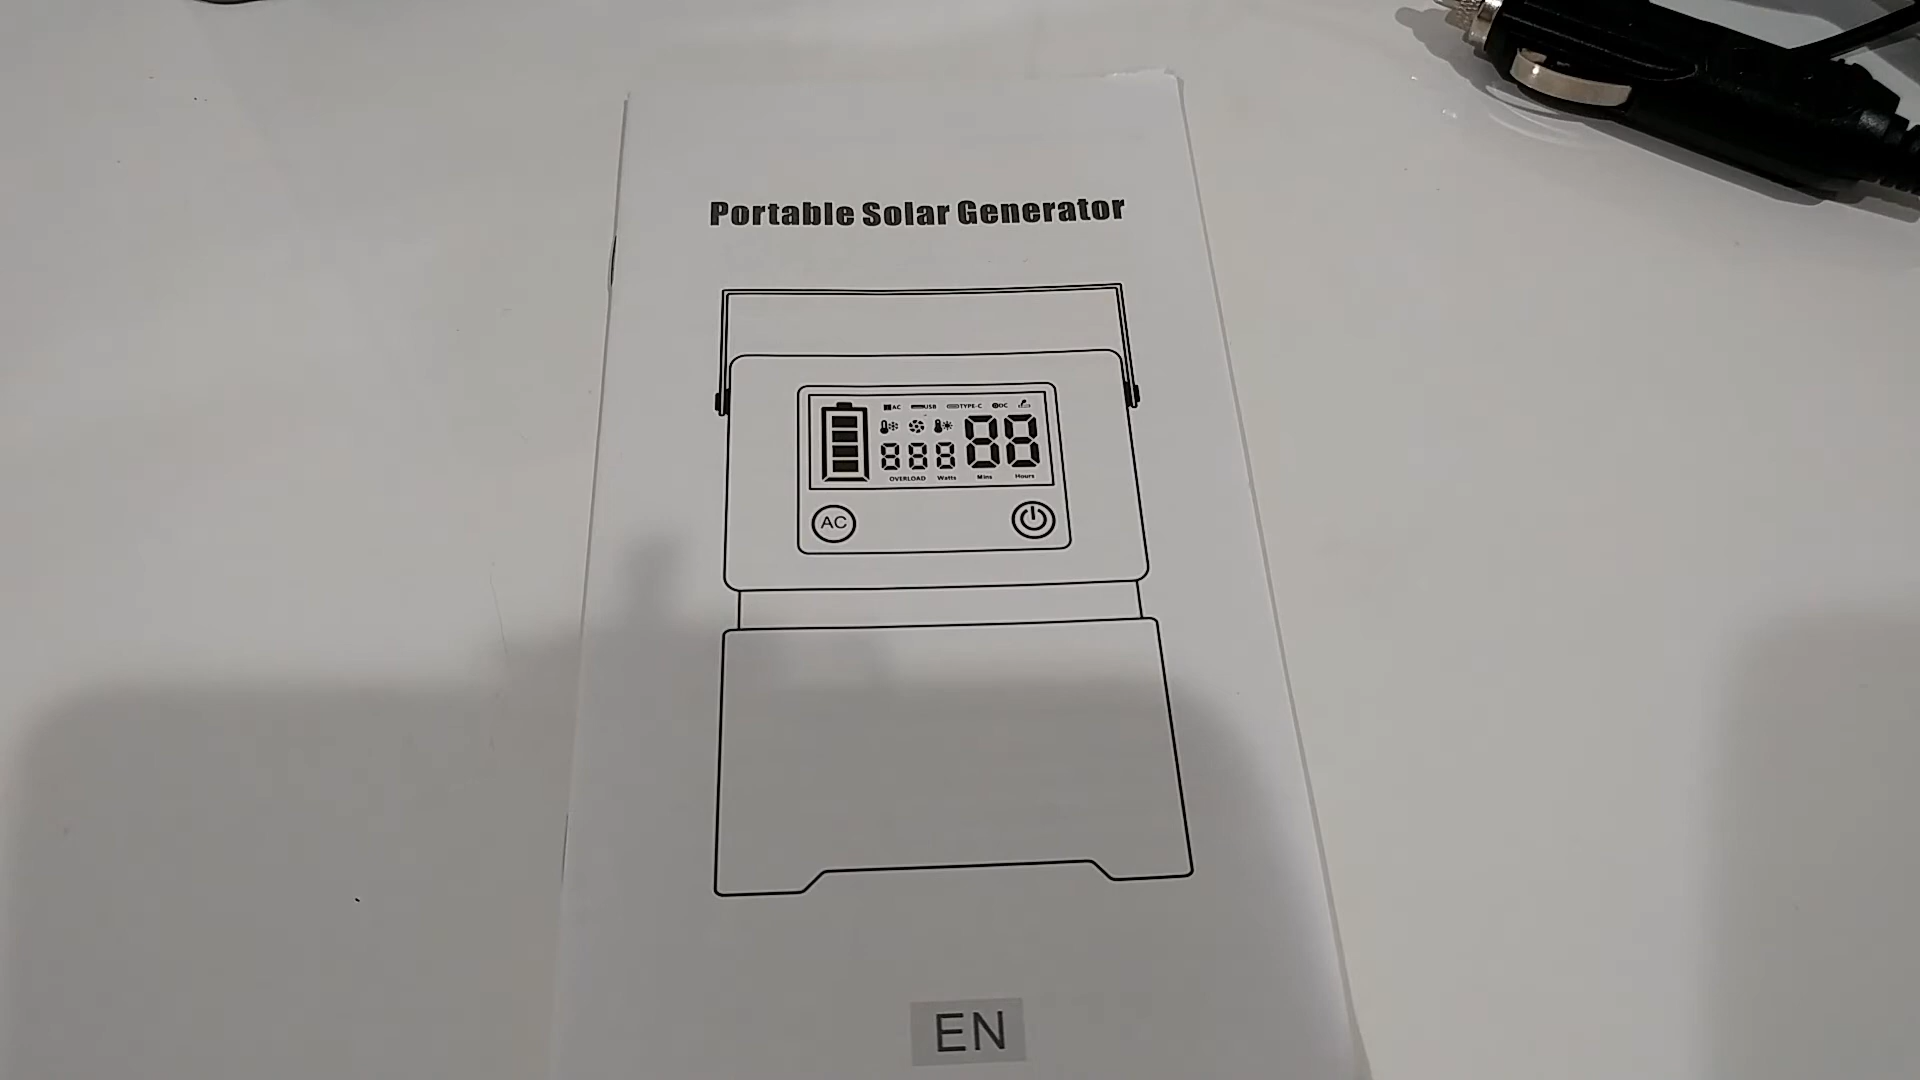 Portable Solar Generator
AC USB TYPE-C DC
888 88
OVERLOAD Watts Mins Hours
AC
EN